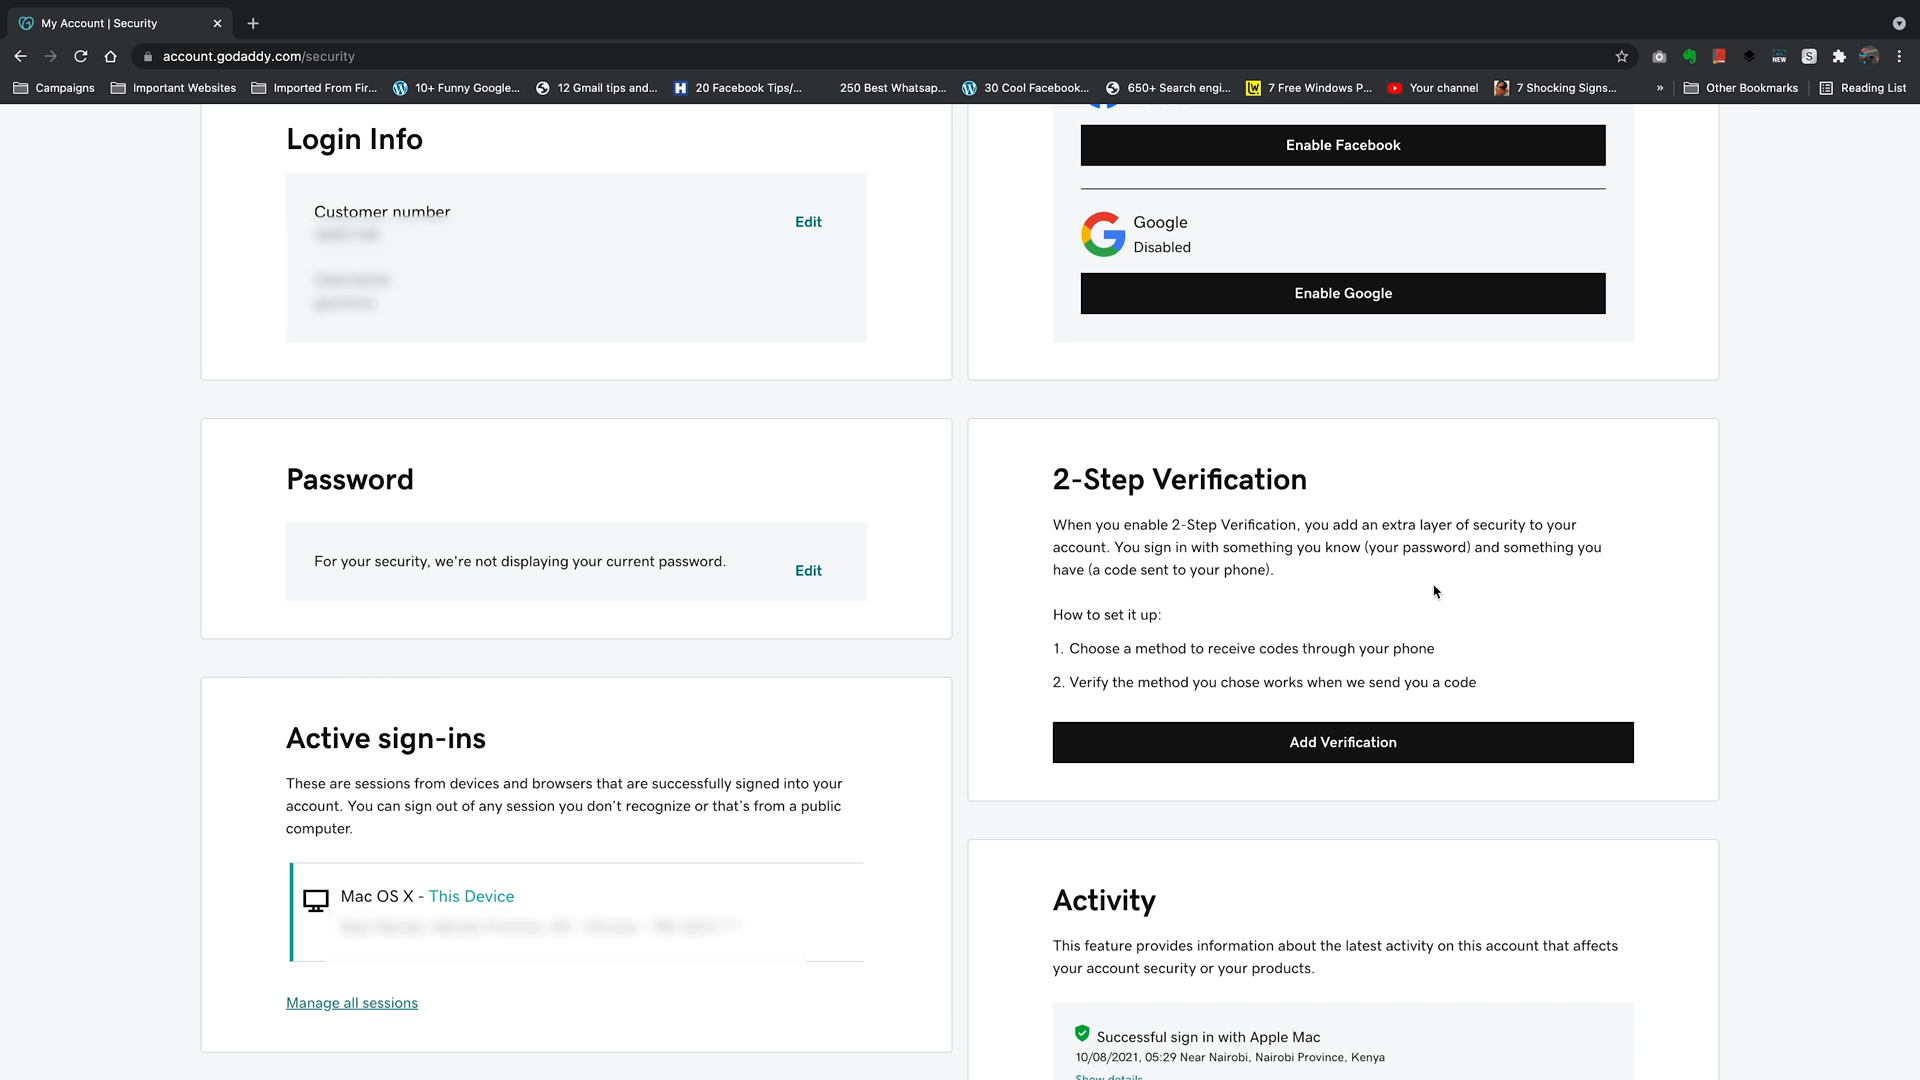 My Account | Security
account.godaddy.com/security
Campaigns
Important Websites
Imported From Fir...
10+ Funny Google...
12 Gmail tips and...
20 Facebook Tips/...
250 Best Whatsap...
30 Cool Facebook...
650+ Search engi...
7 Free Windows P...
Your channel
7 Shocking Signs...
»
Other Bookmarks
Reading List
Login Info
Customer number
Edit
Enable Facebook
Google
Disabled
Enable Google
Password
For your security, we're not displaying your current password.
Edit
2-Step Verification
When you enable 2-Step Verification, you add an extra layer of security to your
account. You sign in with something you know (your password) and something you
have (a code sent to your phone).
How to set it up:
1. Choose a method to receive codes through your phone
2. Verify the method you chose works when we send you a code
Add Verification
Active sign-ins
These are sessions from devices and browsers that are successfully signed into your
account. You can sign out of any session you don't recognize or that's from a public
computer.
Mac OS X - This Device
Manage all sessions
Activity
This feature provides information about the latest activity on this account that affects
your account security or your products.
Successful sign in with Apple Mac
10/08/2021, 05:29 Near Nairobi, Nairobi Province, Kenya
Show details